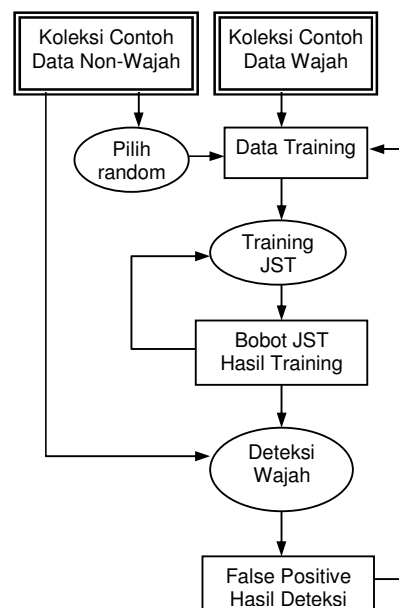 Koleksi Contoh
Data Non-Wajah
Koleksi Contoh
Data Wajah
Pilih
random
Data Training
Training
JST
Bobot JST
Hasil Training
Deteksi
Wajah
False Positive
Hasil Deteksi